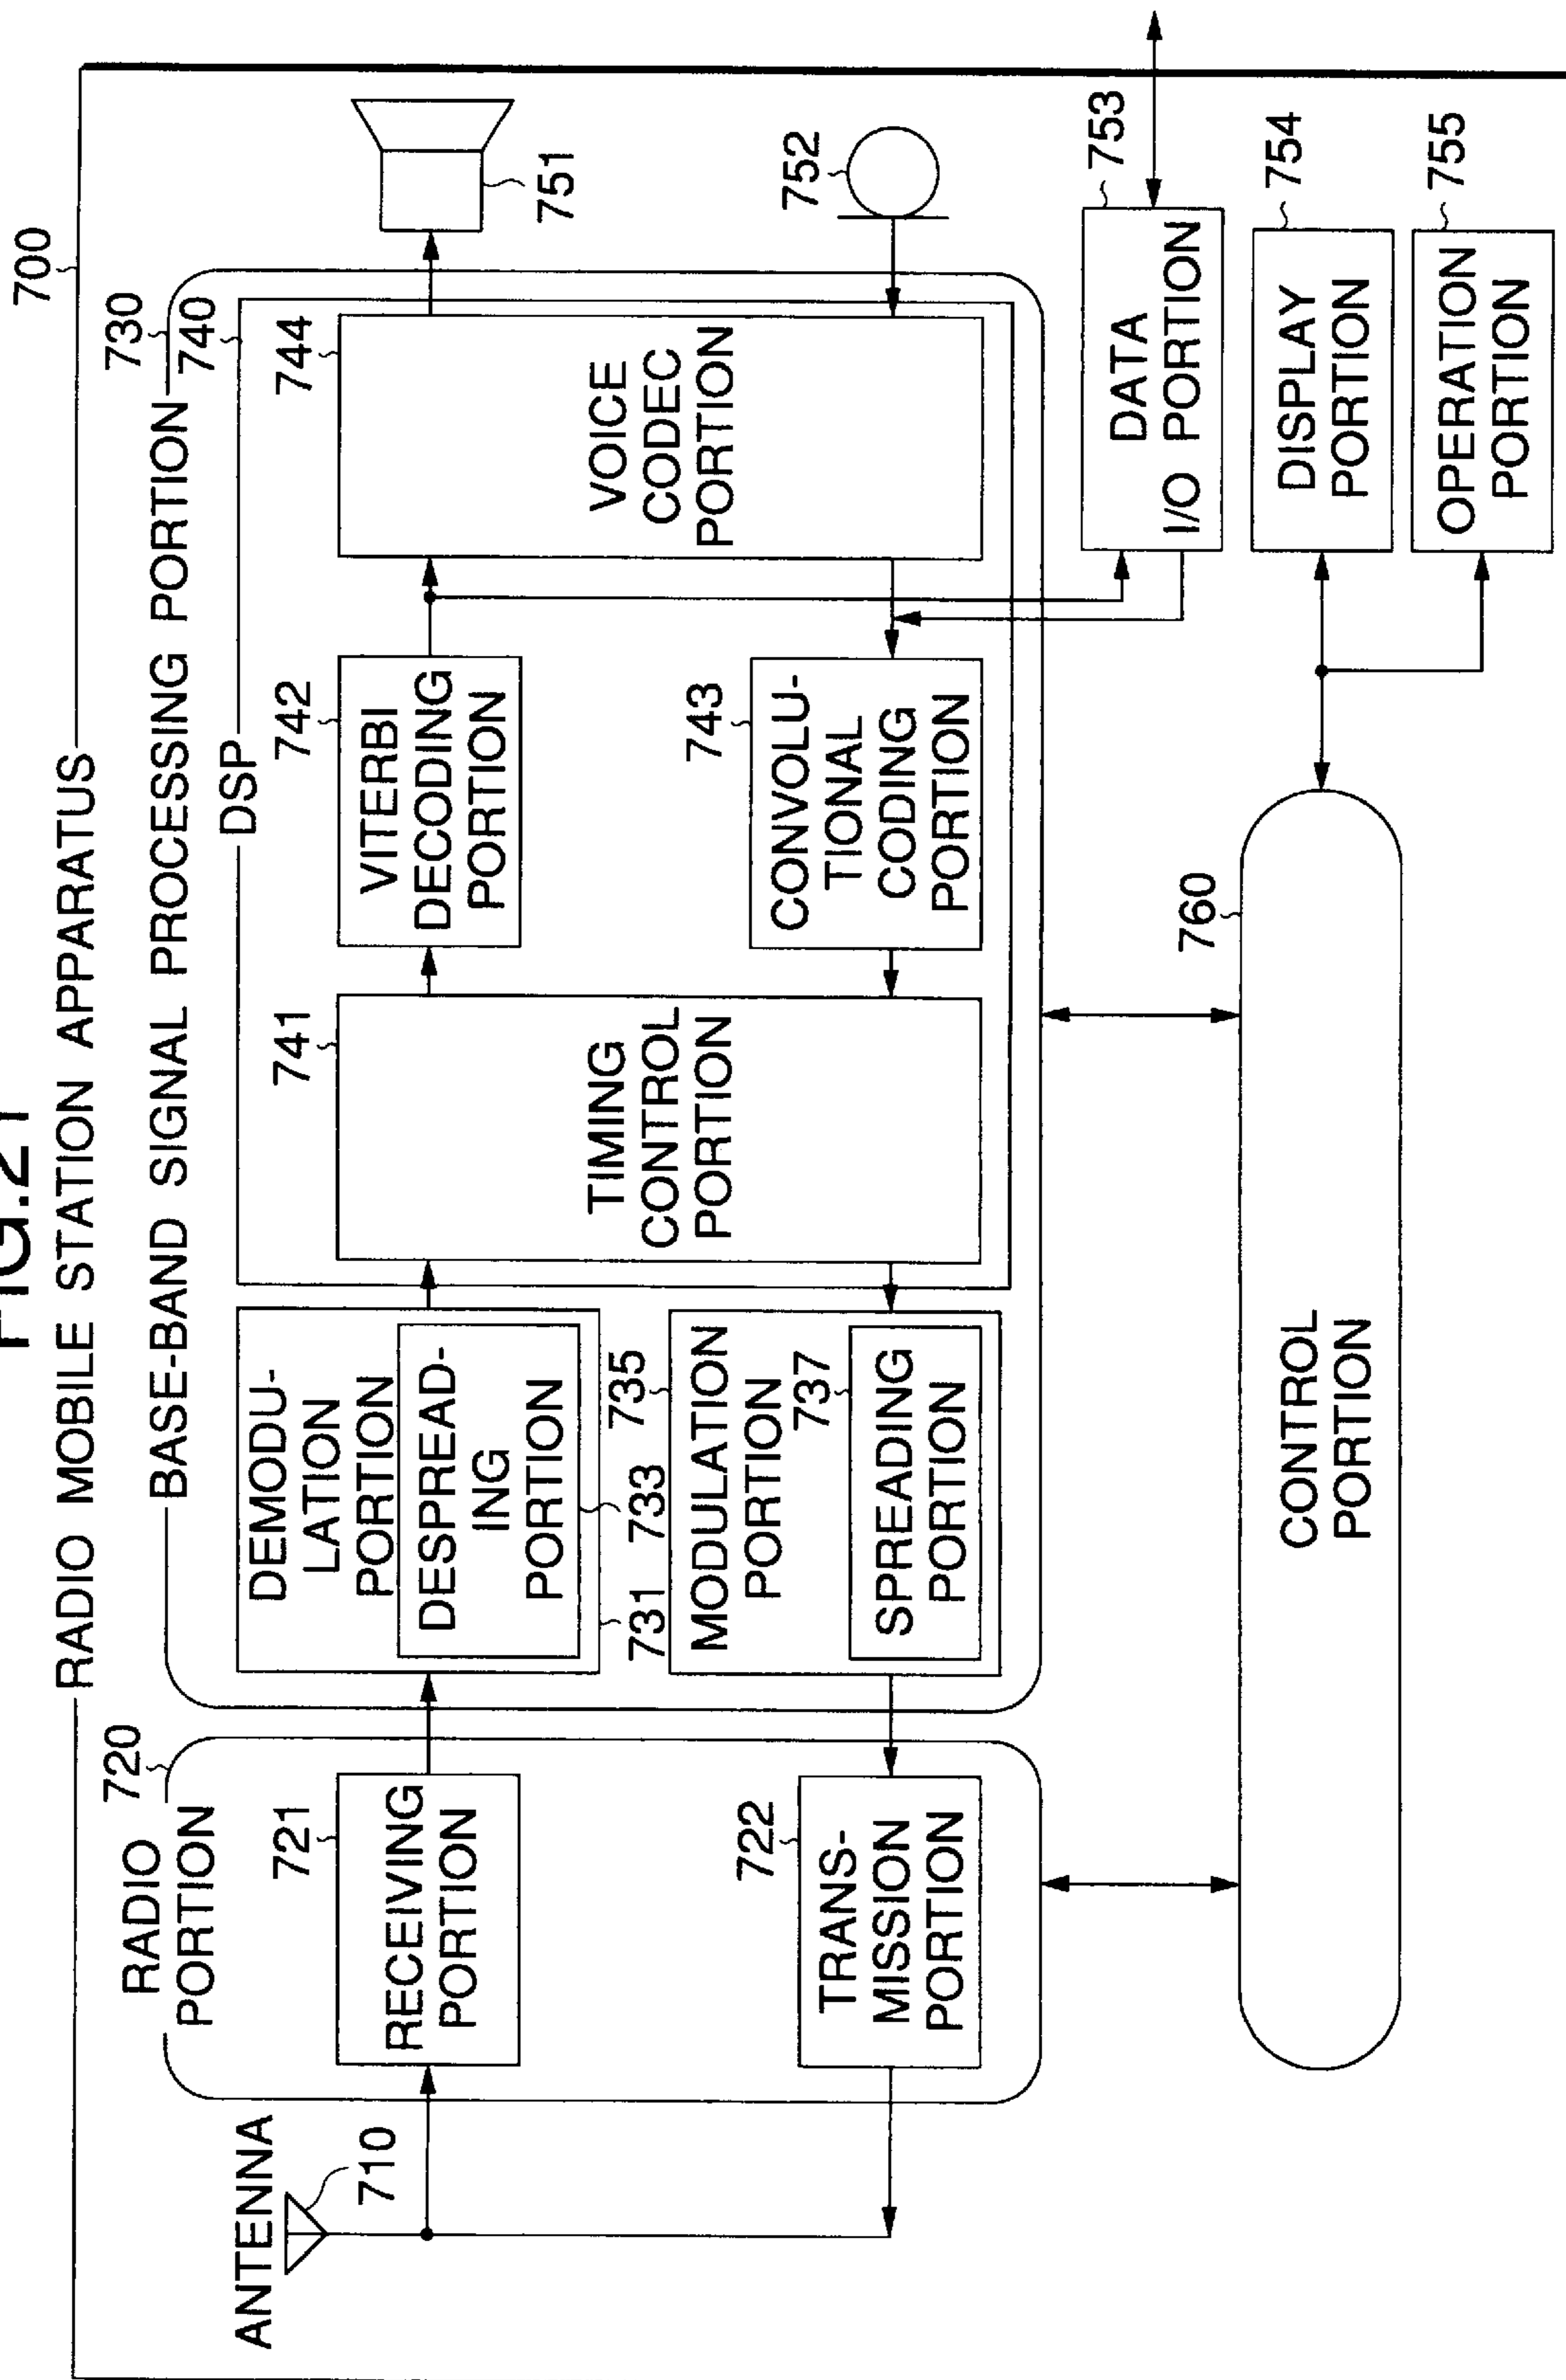 FIG.21
RADIO MOBILE STATION APPARATUS
700
RADIO
PORTION
720
BASE-BAND SIGNAL PROCESSING PORTION
730
DSP
740
ANTENNA
710
721
RECEIVING
PORTION
722
TRANS-
MISSION
PORTION
DEMODU-
LATION
PORTION
DESPREAD-
ING
PORTION
731
733
735
MODULATION
PORTION
737
SPREADING
PORTION
741
TIMING
CONTROL
PORTION
742
VITERBI
DECODING
PORTION
743
CONVOLU-
TIONAL
CODING
PORTION
744
VOICE
CODEC
PORTION
751
752
753
DATA
I/O PORTION
754
DISPLAY
PORTION
755
OPERATION
PORTION
760
CONTROL
PORTION